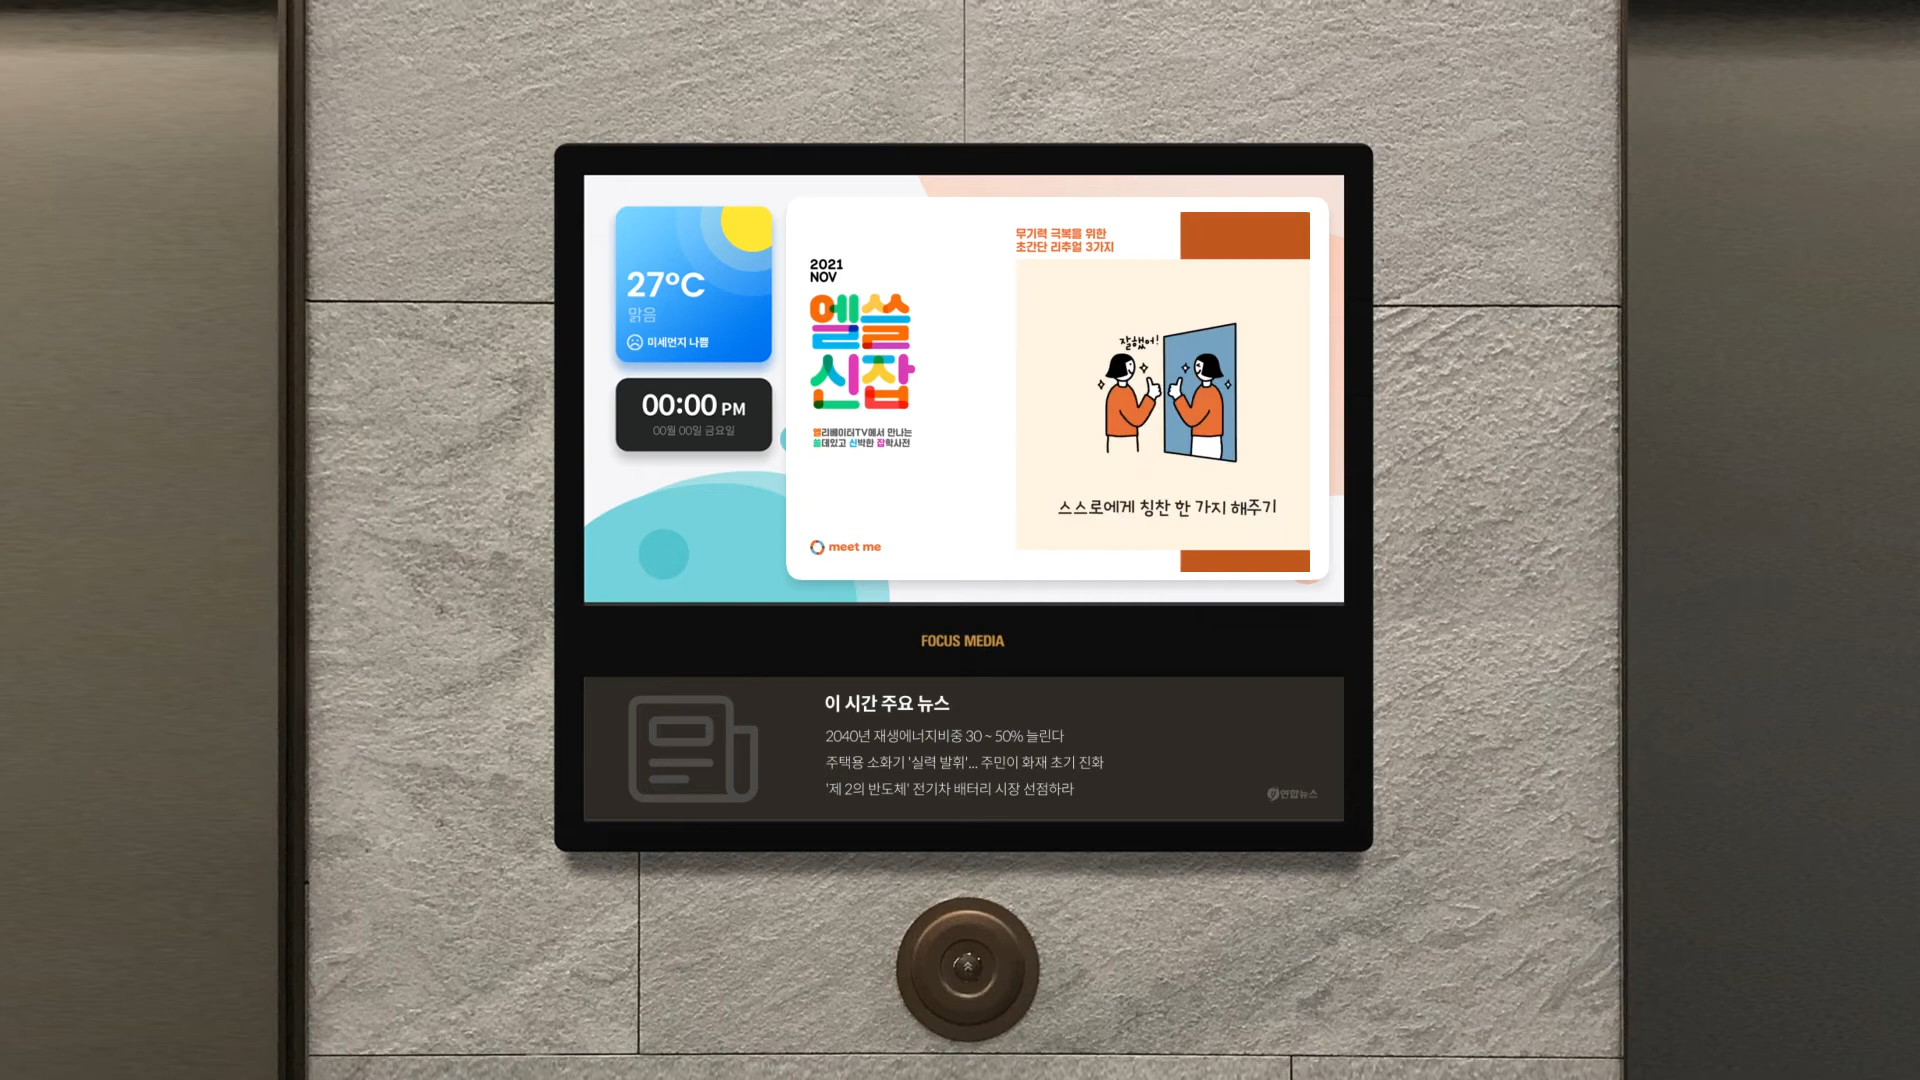 27°C
맑음
미세먼지 나쁨
00:00 PM
00월 00일 금요일
2021
NOV
엘쓸
신잡
엘리베이터TV에서 만나는
쓸데있고 신박한 잡학사전
meet me
무기력 극복을 위한
초간단 리추얼 3가지
잘했어!
스스로에게 칭찬 한 가지 해주기
FOCUS MEDIA
이 시간 주요 뉴스
2040년 재생에너지비중 30 ~ 50% 늘린다
주택용 소화기 '실력 발휘'... 주민이 화재 초기 진화
'제 2의 반도체' 전기차 배터리 시장 선점하라
연합뉴스